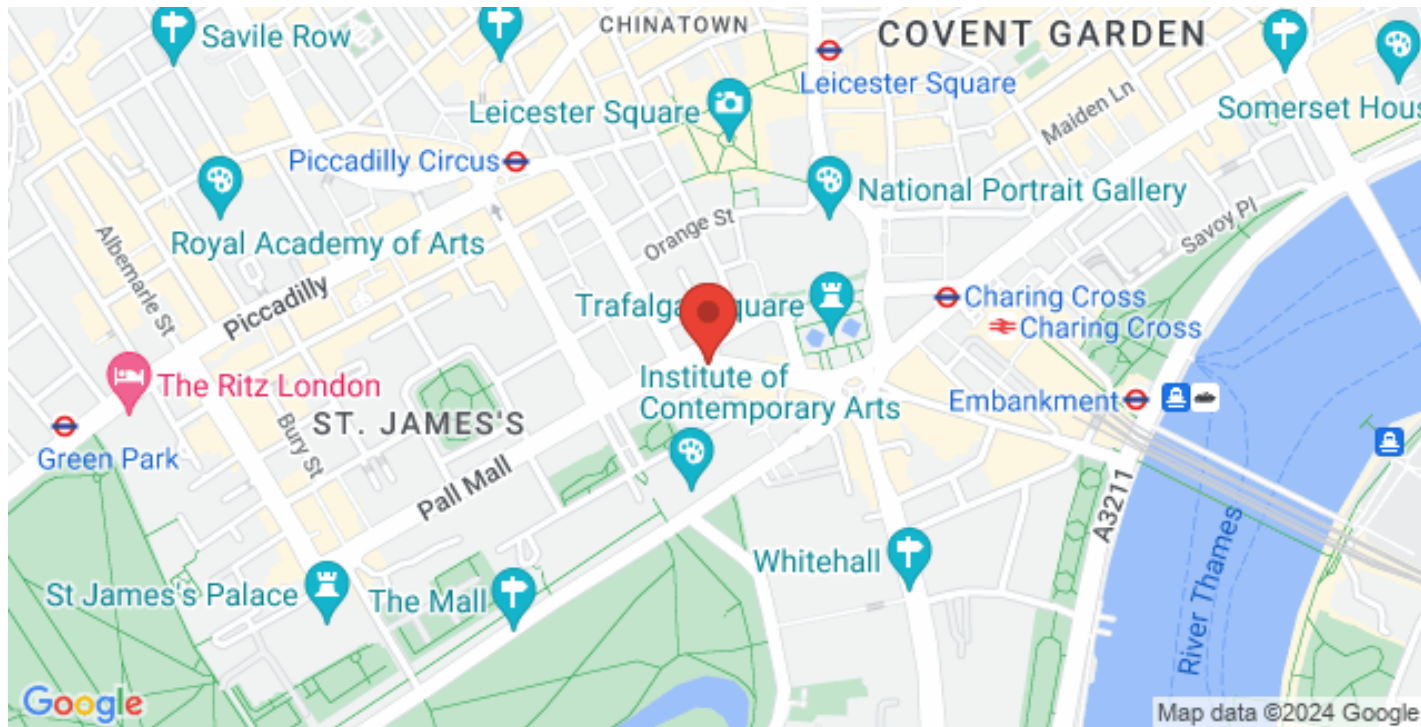 CHINATOWN
COVENT GARDEN
Savile Row
Leicester Square
Leicester Square
Maiden Ln
Somerset Hous
Piccadilly Circus
National Portrait Gallery
Royal Academy of Arts
Orange St
Savoy Pl
Albemarle St
Piccadilly
Trafalga
quare
Charing Cross
Charing Cross
The Ritz London
Institute of
Contemporary Arts
Embankment
ST. JAMES'S
Bury St
Green Park
Pall Mall
A3211
River Thames
Whitehall
St James's Palace
The Mall
Google
Map data ©2024 Google